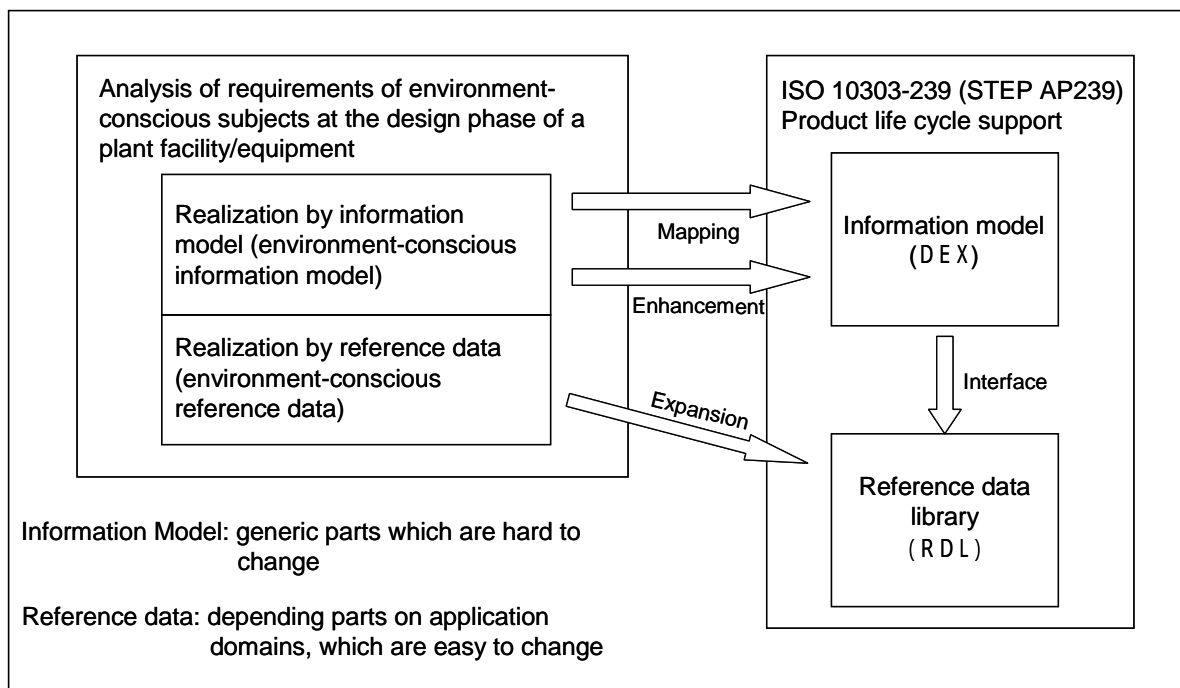 Analysis of requirements of environment-
conscious subjects at the design phase of a
plant facility/equipment
Realization by information
model (environment-conscious
information model)
Realization by reference data
(environment-conscious
reference data)
Mapping
Enhancement
Expansion
ISO 10303-239 (STEP AP239)
Product life cycle support
Information model
(DEX)
Interface
Reference data
library
(RDL)
Information Model: generic parts which are hard to
change
Reference data: depending parts on application
domains, which are easy to change